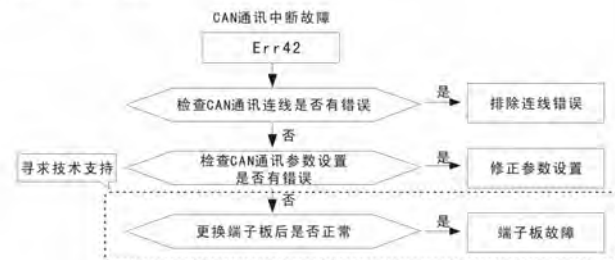 CAN通讯中断故障
Err42
检查CAN通讯连线是否有错误
是
排除连线错误
否
寻求技术支持
检查CAN通讯参数设置
是否有错误
是
修正参数设置
否
更换端子板后是否正常
是
端子板故障